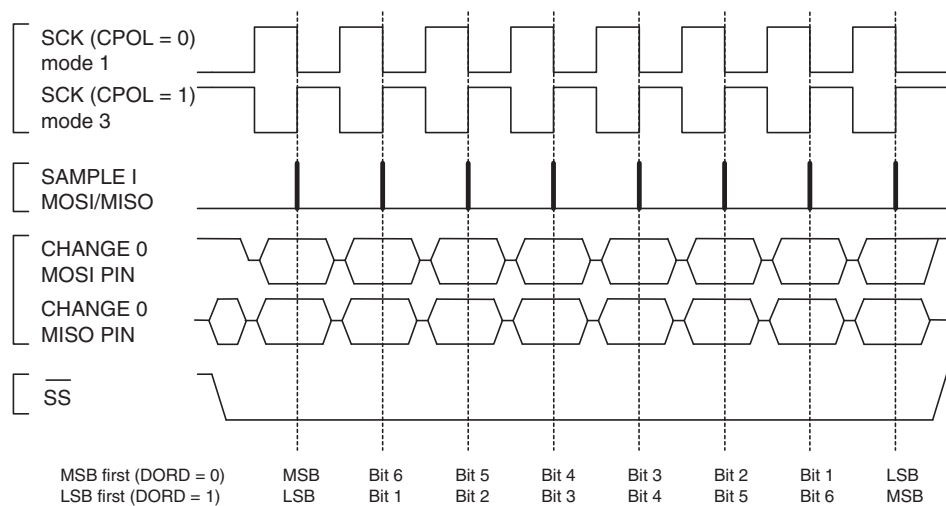 SCK (CPOL = 0)
mode 1
SCK (CPOL = 1)
mode 3
SAMPLE I
MOSI/MISO
CHANGE 0
MOSI PIN
CHANGE 0
MISO PIN
SS
MSB first (DORD = 0) MSB Bit 6 Bit 5 Bit 4 Bit 3 Bit 2 Bit 1 LSB
LSB first (DORD = 1) LSB Bit 1 Bit 2 Bit 3 Bit 4 Bit 5 Bit 6 MSB